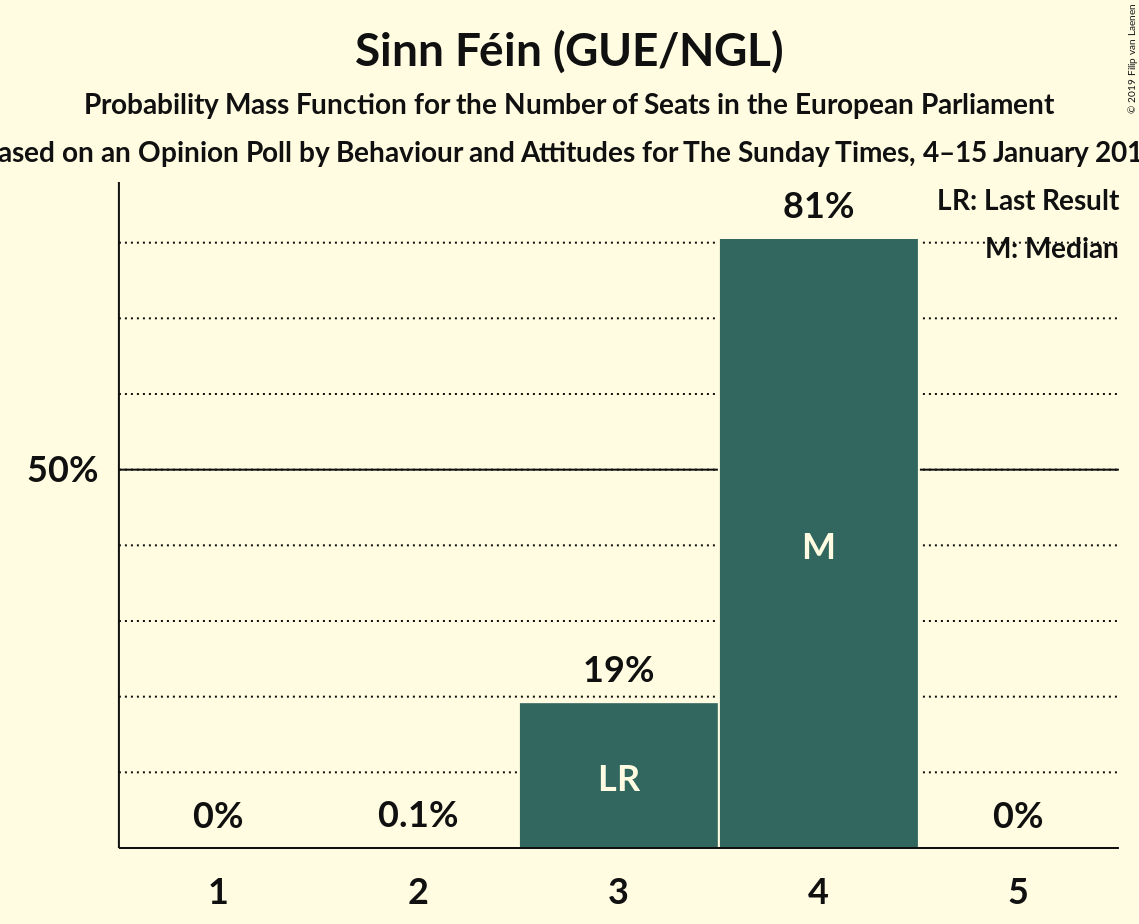 Sinn Féin (GUE/NGL)
Probability Mass Function for the Number of Seats in the European Parliament
ased on an Opinion Poll by Behaviour and Attitudes for The Sunday Times, 4–15 January 201
© 2019 Filip van Laenen
LR: Last Result
M: Median
81%
50%
M
19%
LR
0%
0.1%
0%
1
2
3
4
5